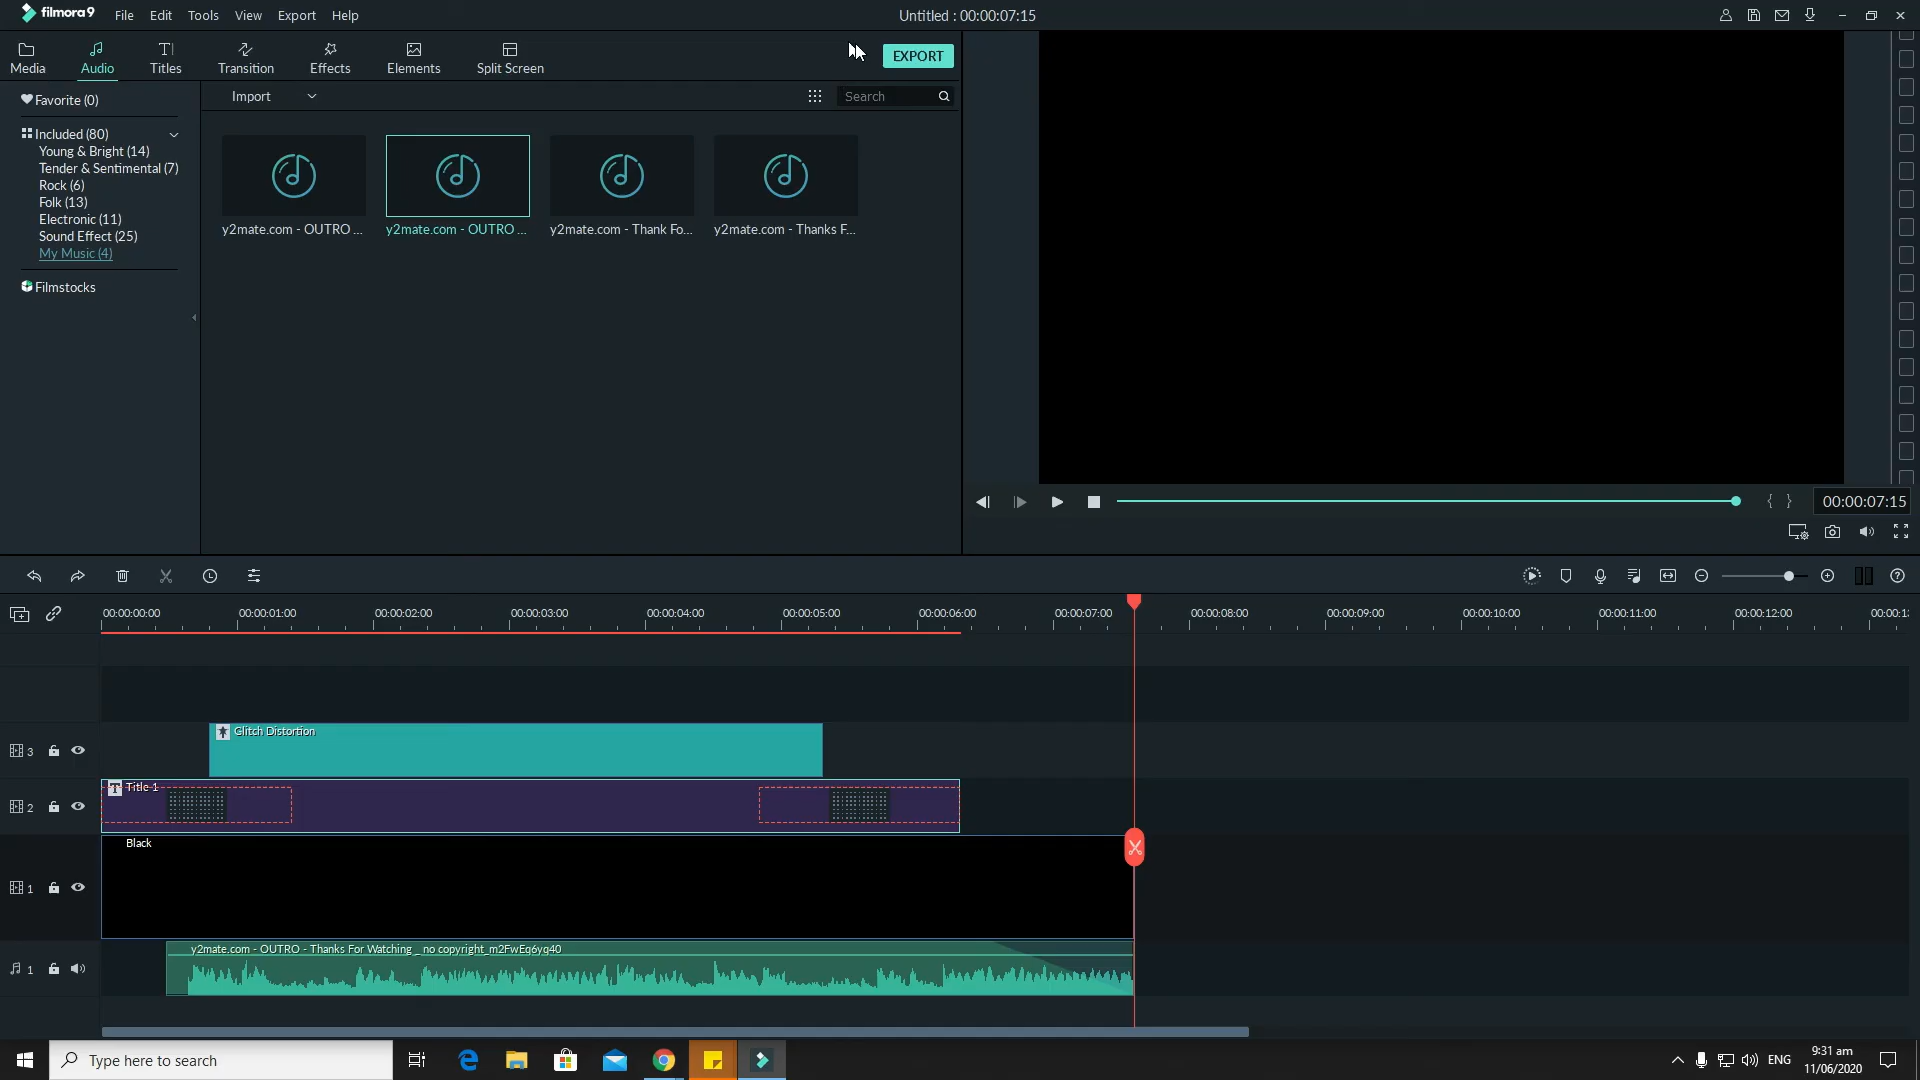 filmora9 File Edit Tools View Export Help Untitled : 00:00:07:15
Media Audio Titles Transition Effects Elements Split Screen EXPORT
Favorite (0)
Import Search
Included (80)
Young & Bright (14)
Tender & Sentimental (7)
Rock (6)
Folk (13)
Electronic (11)
Sound Effect (25)
My Music (4)
Filmstocks
y2mate.com - OUTRO ... y2mate.com - OUTRO ... y2mate.com - Thank Fo... y2mate.com - Thanks F...
{ } 00:00:07:15
00:00:00:00 00:00:01:00 00:00:02:00 00:00:03:00 00:00:04:00 00:00:05:00 00:00:06:00 00:00:07:00 00:00:08:00 00:00:09:00 00:00:10:00 00:00:11:00 00:00:12:00
Glitch Distortion
3
T Title 1
2
Black
1
y2mate.com - OUTRO - Thanks For Watching _ no copyright_m2FwEq6yq40
1
Type here to search
ENG
9:31 am
11/06/2020